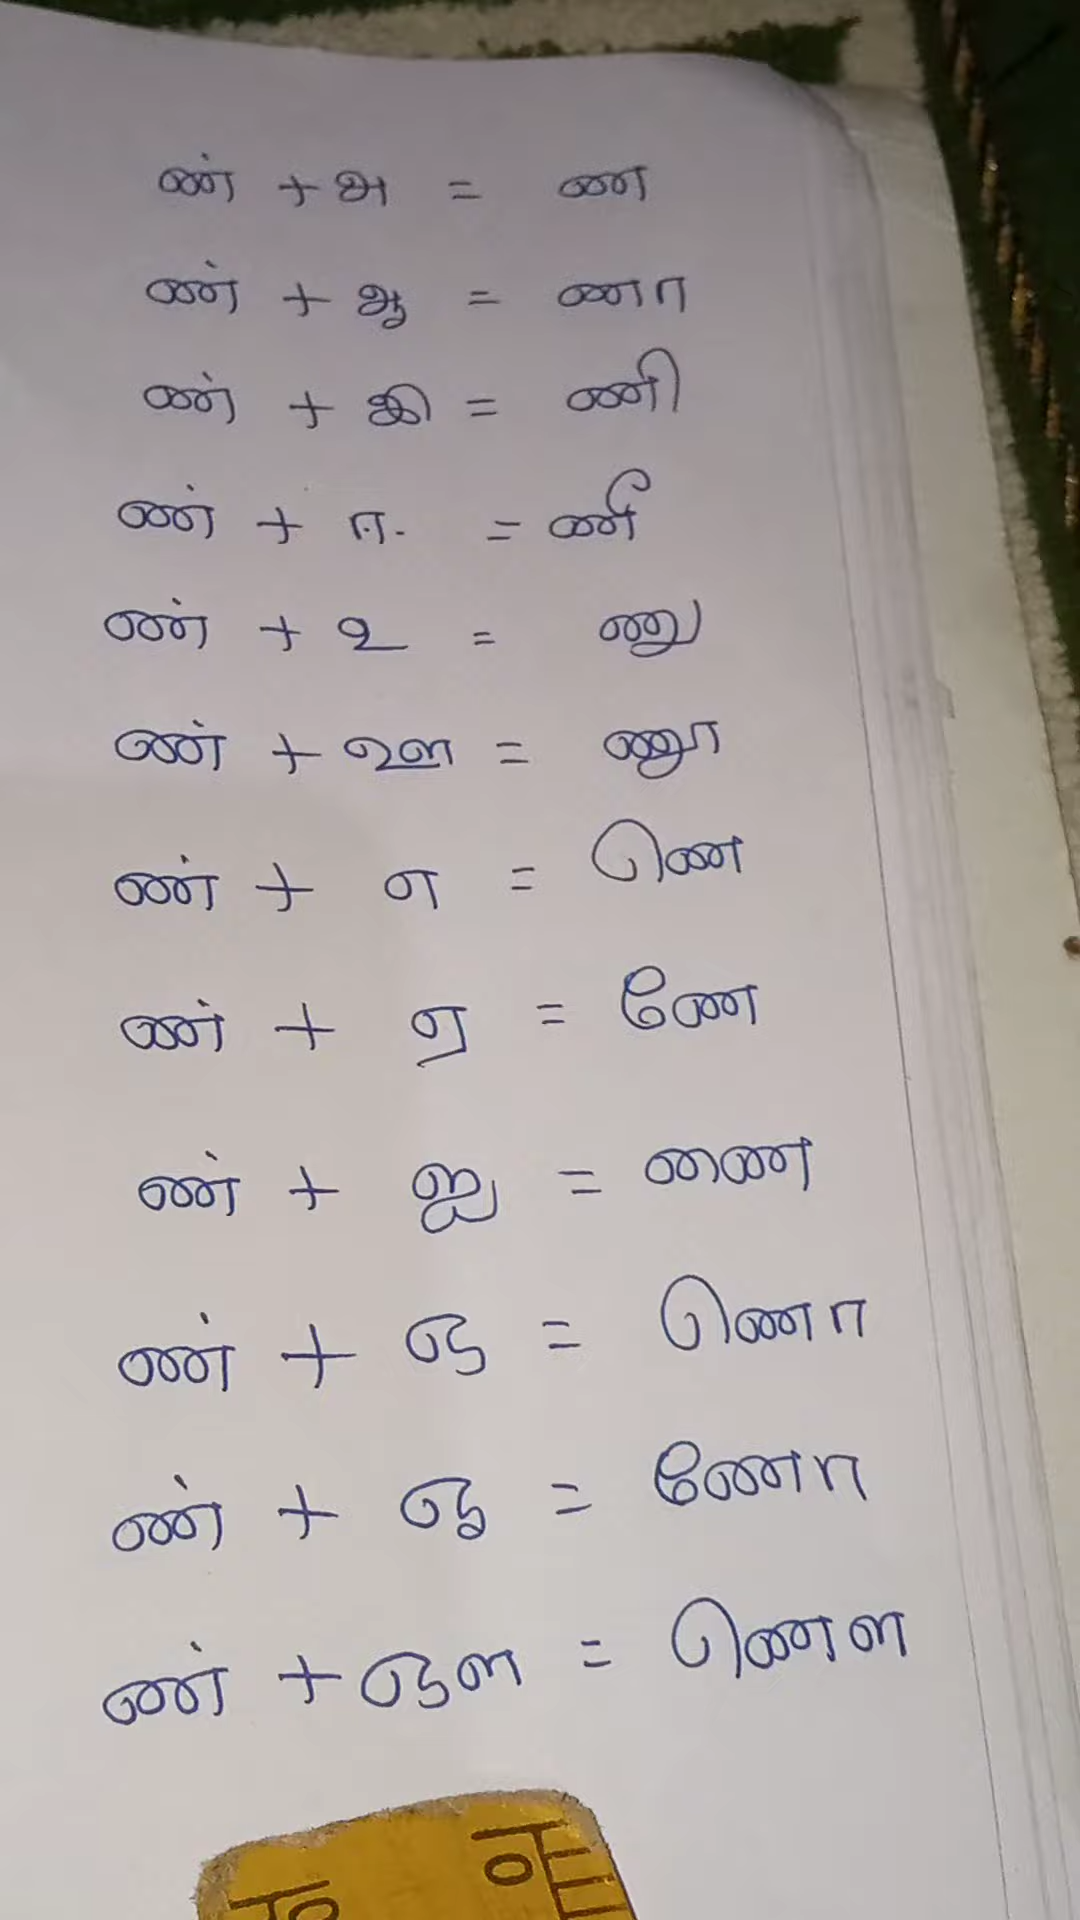 ண் + அ = ண
ண் + ஆ = ணா
ண் + இ = ணி
ண் + ஈ = ணீ
ண் + உ = ணு
ண் + ஊ = ணூ
ண் + எ = ணெ
ண் + ஏ = ணே
ண் + ஐ = ணை
ண் + ஒ = ணொ
ண் + ஓ = ணோ
ண் + ஔ = ணௌ